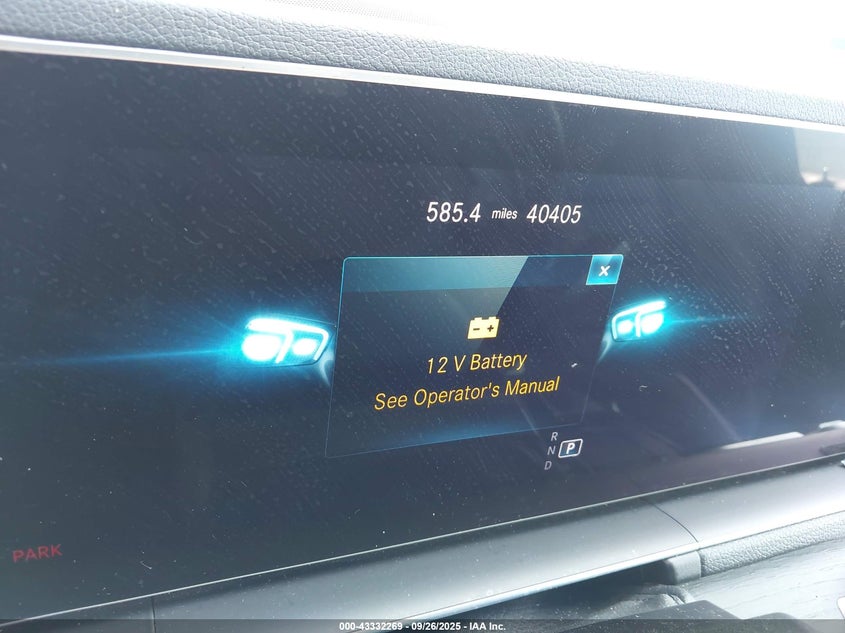 585.4 miles 40405
×
12 V Battery
See Operator's Manual
R
N P
D
PARK
000-43332269 - 09/26/2025 - IAA Inc.